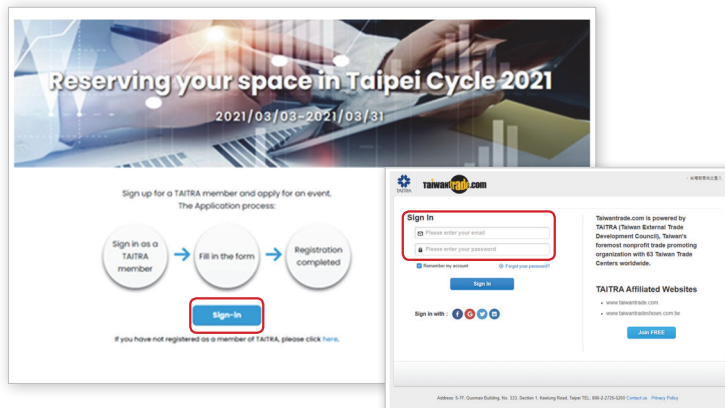 Reserving your space in Taipei Cycle 2021
2021/03/03-2021/03/31
Sign up for a TAITRA member and apply for an event.
The Application process:
Sign in as a
TAITRA
member
Fill in the form
Registration
completed
Sign-in
If you have not registered as a member of TAITRA, please click here.
TAITRA
Taiwantrade.com
Sign In
Please enter your email
Please enter your password
Remember my account
Forgot your password?
Sign In
Sign in with :
Taiwantrade.com is powered by
TAITRA (Taiwan External Trade
Development Council), Taiwan's
foremost nonprofit trade promoting
organization with 63 Taiwan Trade
Centers worldwide.
TAITRA Affiliated Websites
www.taiwantrade.com
www.taiwantradeshows.com.tw
Join FREE
Address: 5-7F, Guomao Building, No. 333, Section 1, Keelung Road, Taipei TEL: 886-2-2725-5200 Contact us Privacy Policy